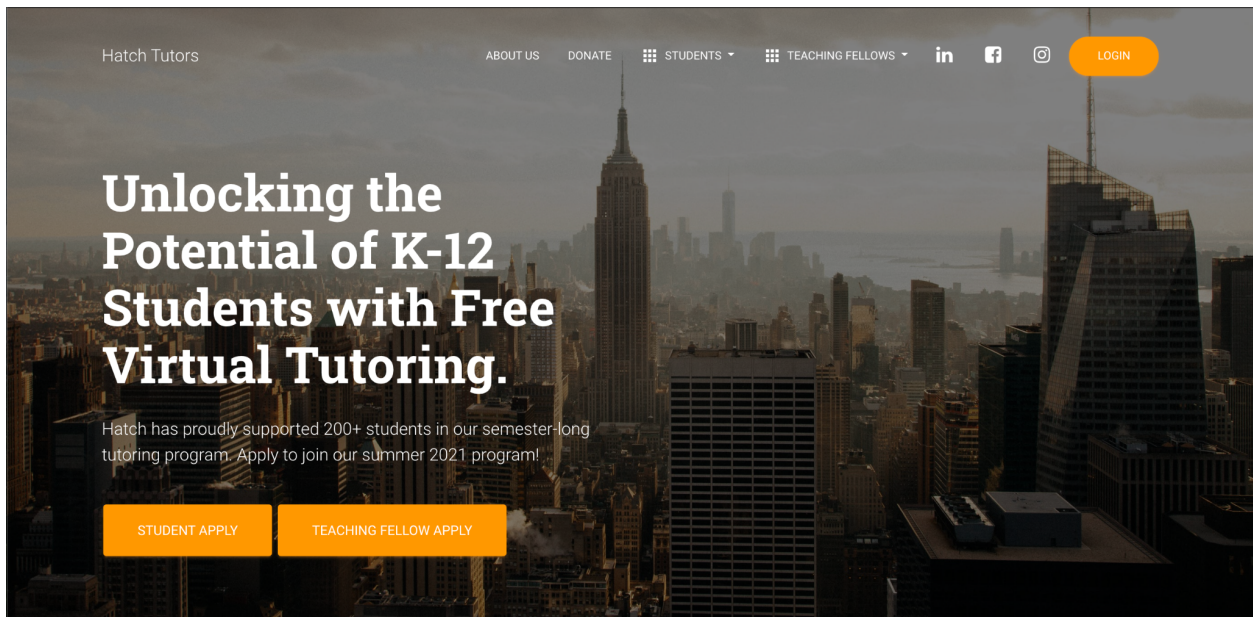 Hatch Tutors
ABOUT US
DONATE
STUDENTS
TEACHING FELLOWS
in
LOGIN
Unlocking the
Potential of K-12
Students with Free
Virtual Tutoring.
Hatch has proudly supported 200+ students in our semester-long
tutoring program. Apply to join our summer 2021 program!
STUDENT APPLY
TEACHING FELLOW APPLY